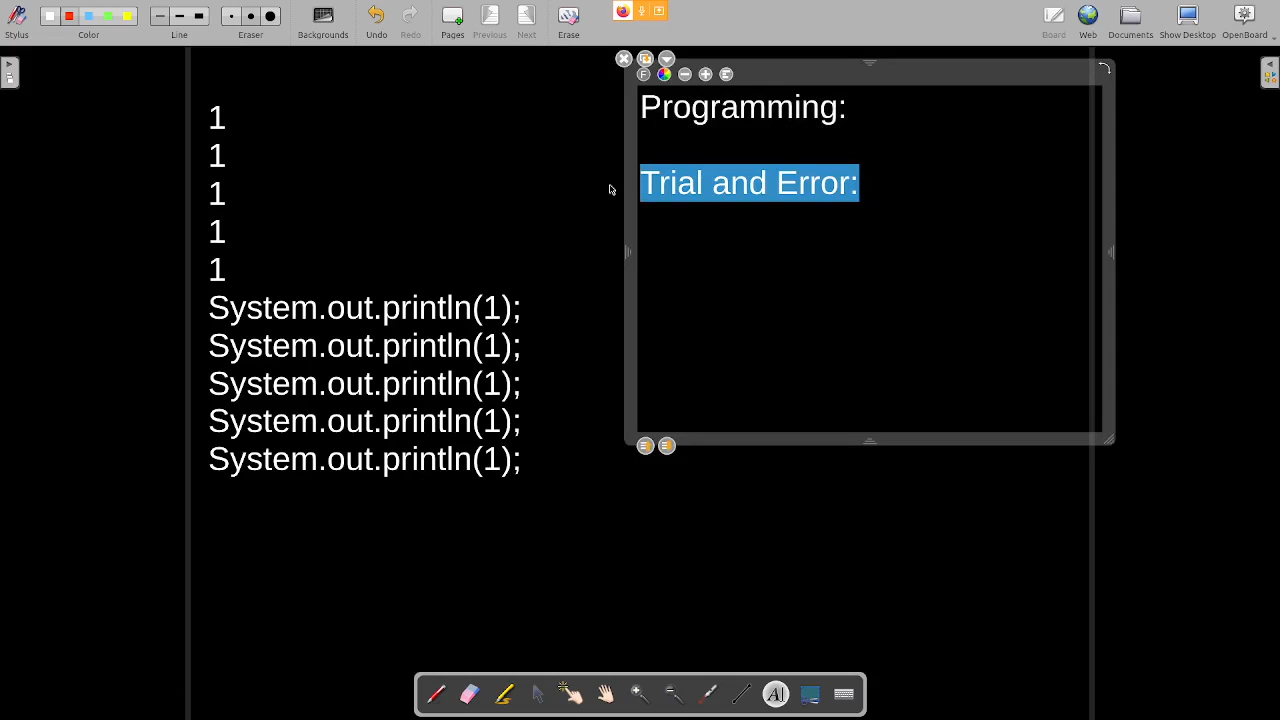 Stylus
Color
Line
Eraser
Backgrounds
Undo
Redo
Pages
Previous
Next
Erase
Board
Web
Documents
Show Desktop
OpenBoard
1
1
1
1
1
System.out.println(1);
System.out.println(1);
System.out.println(1);
System.out.println(1);
System.out.println(1);
F
Programming:
Trial and Error:
AI